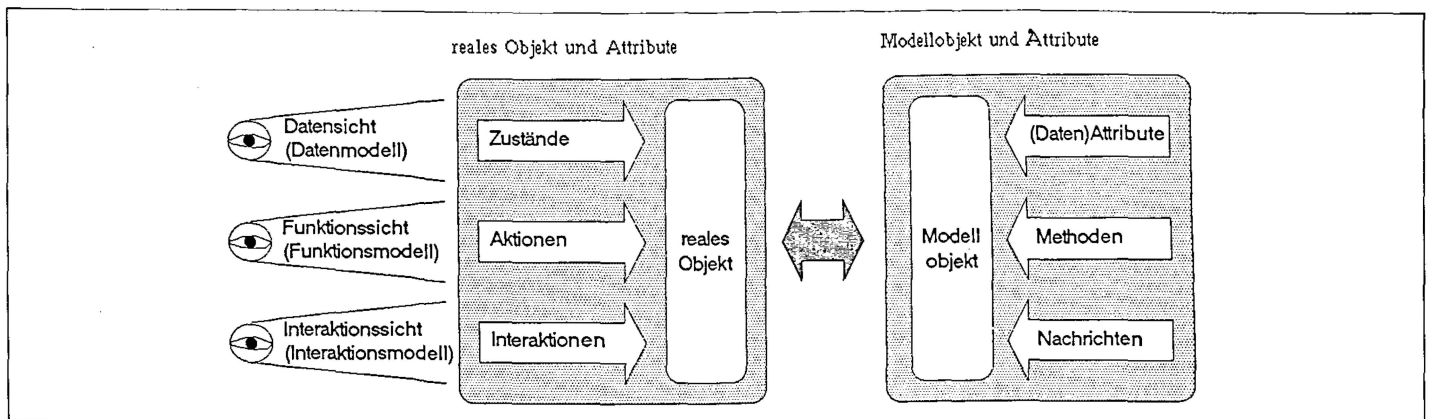 reales Objekt und Attribute
Modellobjekt und Attribute
Datensicht
(Datenmodell)
Zustände
(Daten)Attribute
Funktionssicht
(Funktionsmodell)
Aktionen
reales
Objekt
Modell
objekt
Methoden
Interaktionssicht
(Interaktionsmodell)
Interaktionen
Nachrichten